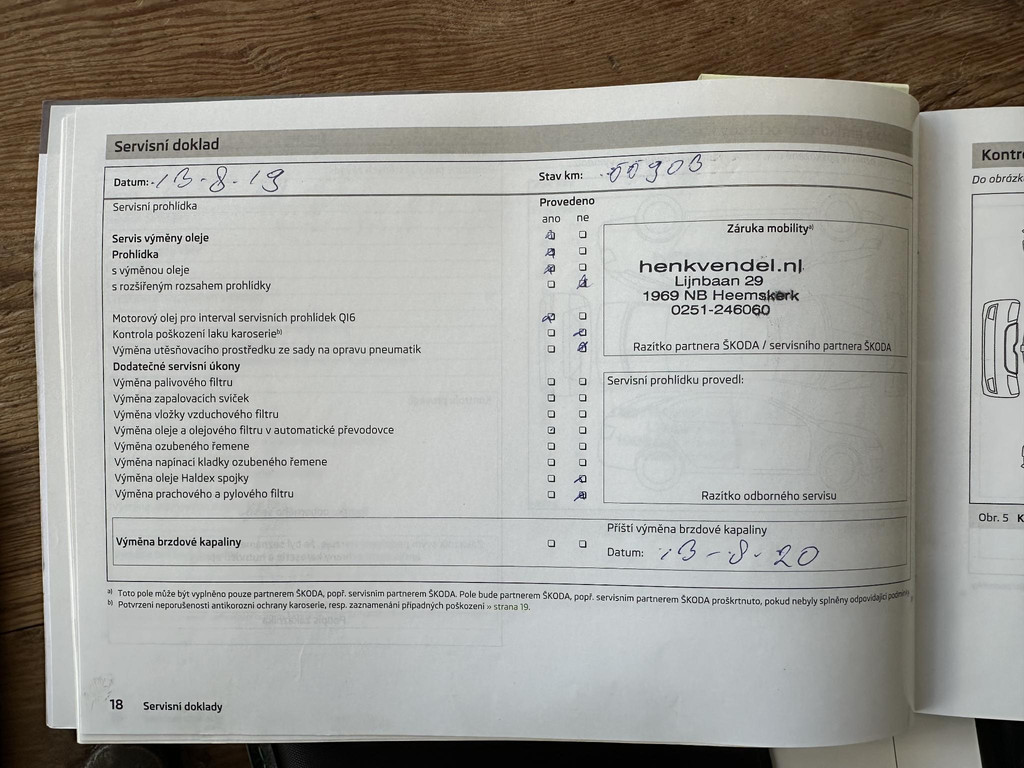 Servisní doklad
Datum: 13-8-19
Stav km:
Servisní prohlídka
Provedeno
ano ne
Servis výměny oleje
Prohlídka
s výměnou oleje
s rozšířeným rozsahem prohlídky
Motorový olej pro interval servisních prohlídek QI6
Kontrola poškození laku karoserie b)
Výměna utěsňovacího prostředku ze sady na opravu pneumatik
Dodatečné servisní úkony
Výměna palivového filtru
Výměna zapalovacích svíček
Výměna vložky vzduchového filtru
Výměna oleje a olejového filtru v automatické převodovce
Výměna ozubeného řemene
Výměna napínací kladky ozubeného řemene
Výměna oleje Haldex spojky
Výměna prachového a pylového filtru
Záruka mobility a)
henkvendel.nl
Lijnbaan 29
1969 NB Heemskerk
0251-246060
Razítko partnera ŠKODA / servisního partnera ŠKODA
Servisní prohlídku provedl:
Razítko odborného servisu
Výměna brzdové kapaliny
Příští výměna brzdové kapaliny
Datum: 13-8-20
a) Toto pole může být vyplněno pouze partnerem ŠKODA, popř. servisním partnerem ŠKODA. Pole bude partnerem ŠKODA, popř. servisním partnerem ŠKODA proškrtnuto, pokud nebyly splněny odpovídající podmínky
b) Potvrzení neporušenosti antikorozní ochrany karoserie, resp. zaznamenání případných poškození » strana 19.
18 Servisní doklady
Do
Obr. 5